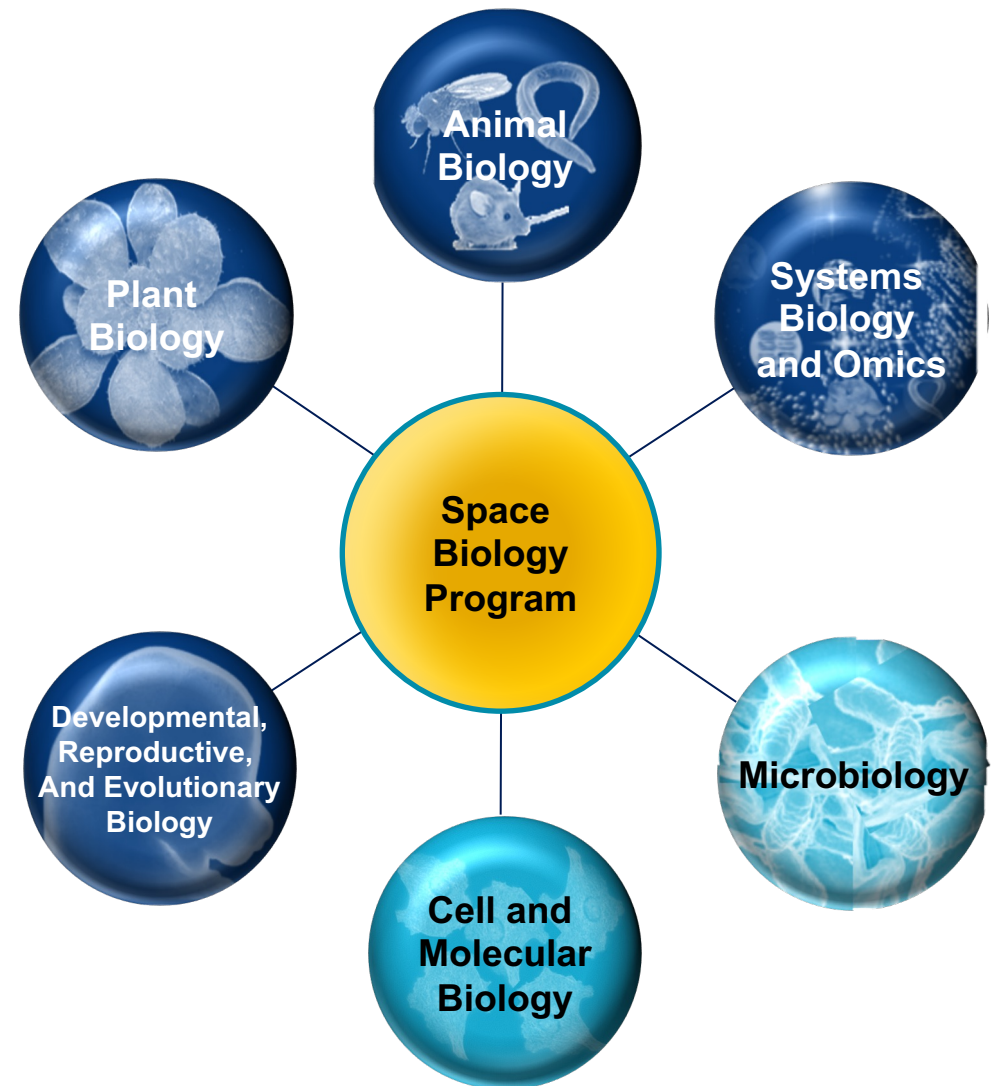 Animal
Biology
Plant
Biology
Systems
Biology
and Omics
Space
Biology
Program
Developmental,
Reproductive,
And Evolutionary
Biology
Microbiology
Cell and
Molecular
Biology